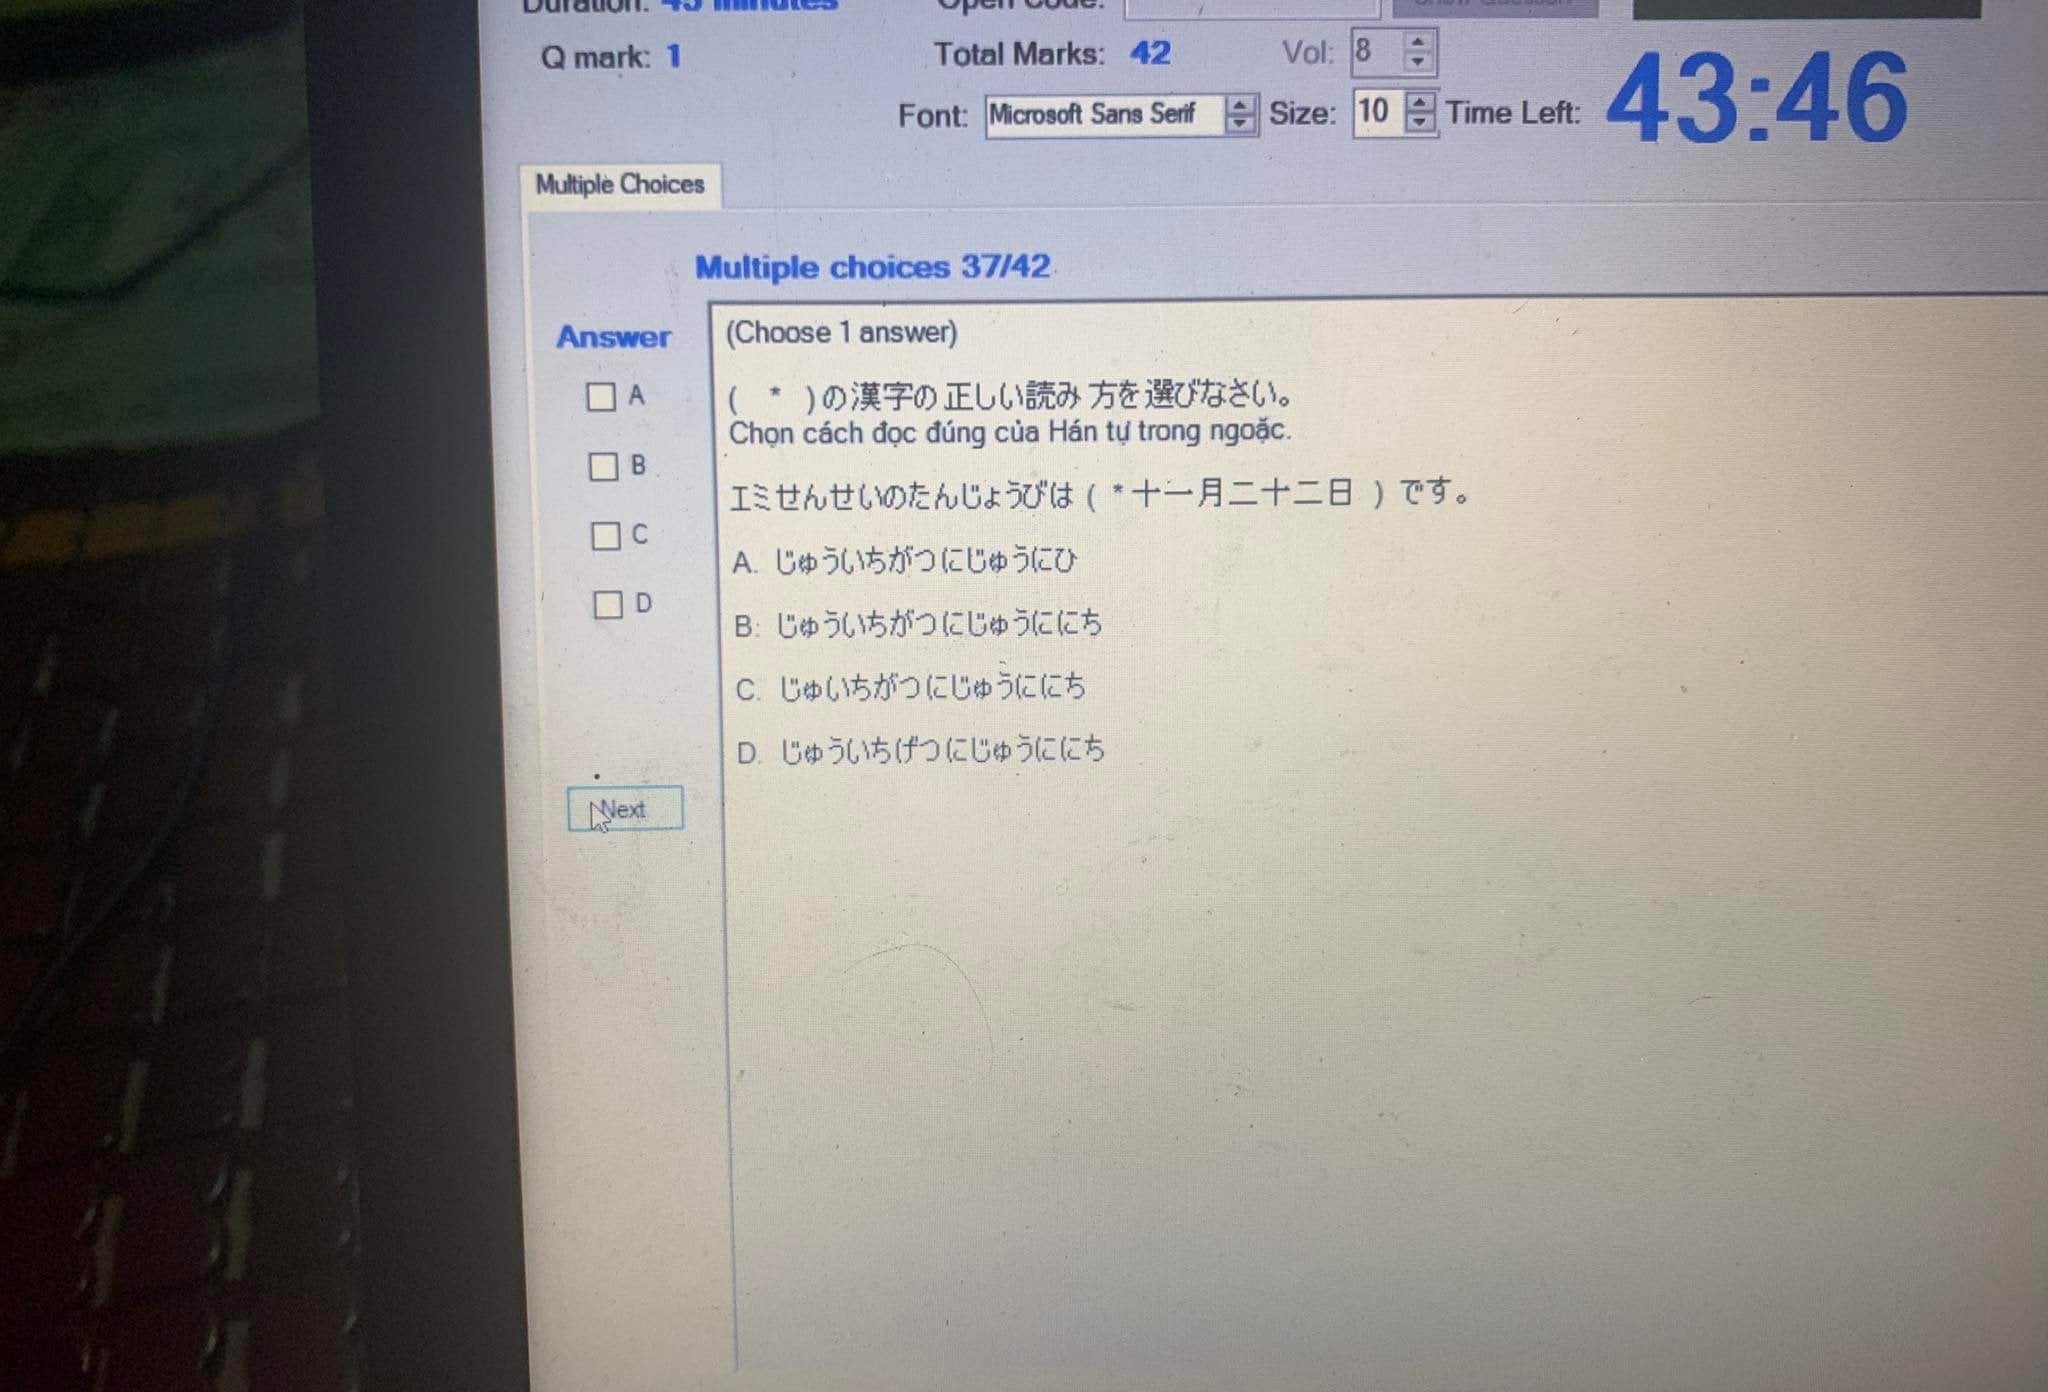 Duration: 45 minutes
Open Code:
Q mark: 1
Total Marks: 42
Vol: 8
Font: Microsoft Sans Serif
Size: 10
Time Left: 43:46
Multiple Choices
Multiple choices 37/42
Answer
A
B
C
D
Next
(Choose 1 answer)
( * )の漢字の正しい読み方を選びなさい。
Chọn cách đọc đúng của Hán tự trong ngoặc.
エミせんせいのたんじょうびは ( *十一月二十二日 ) です。
A. じゅういちがつにじゅうにひ
B: じゅういちがつにじゅうににち
C. じゅいちがつにじゅうににち
D. じゅういちげつにじゅうににち